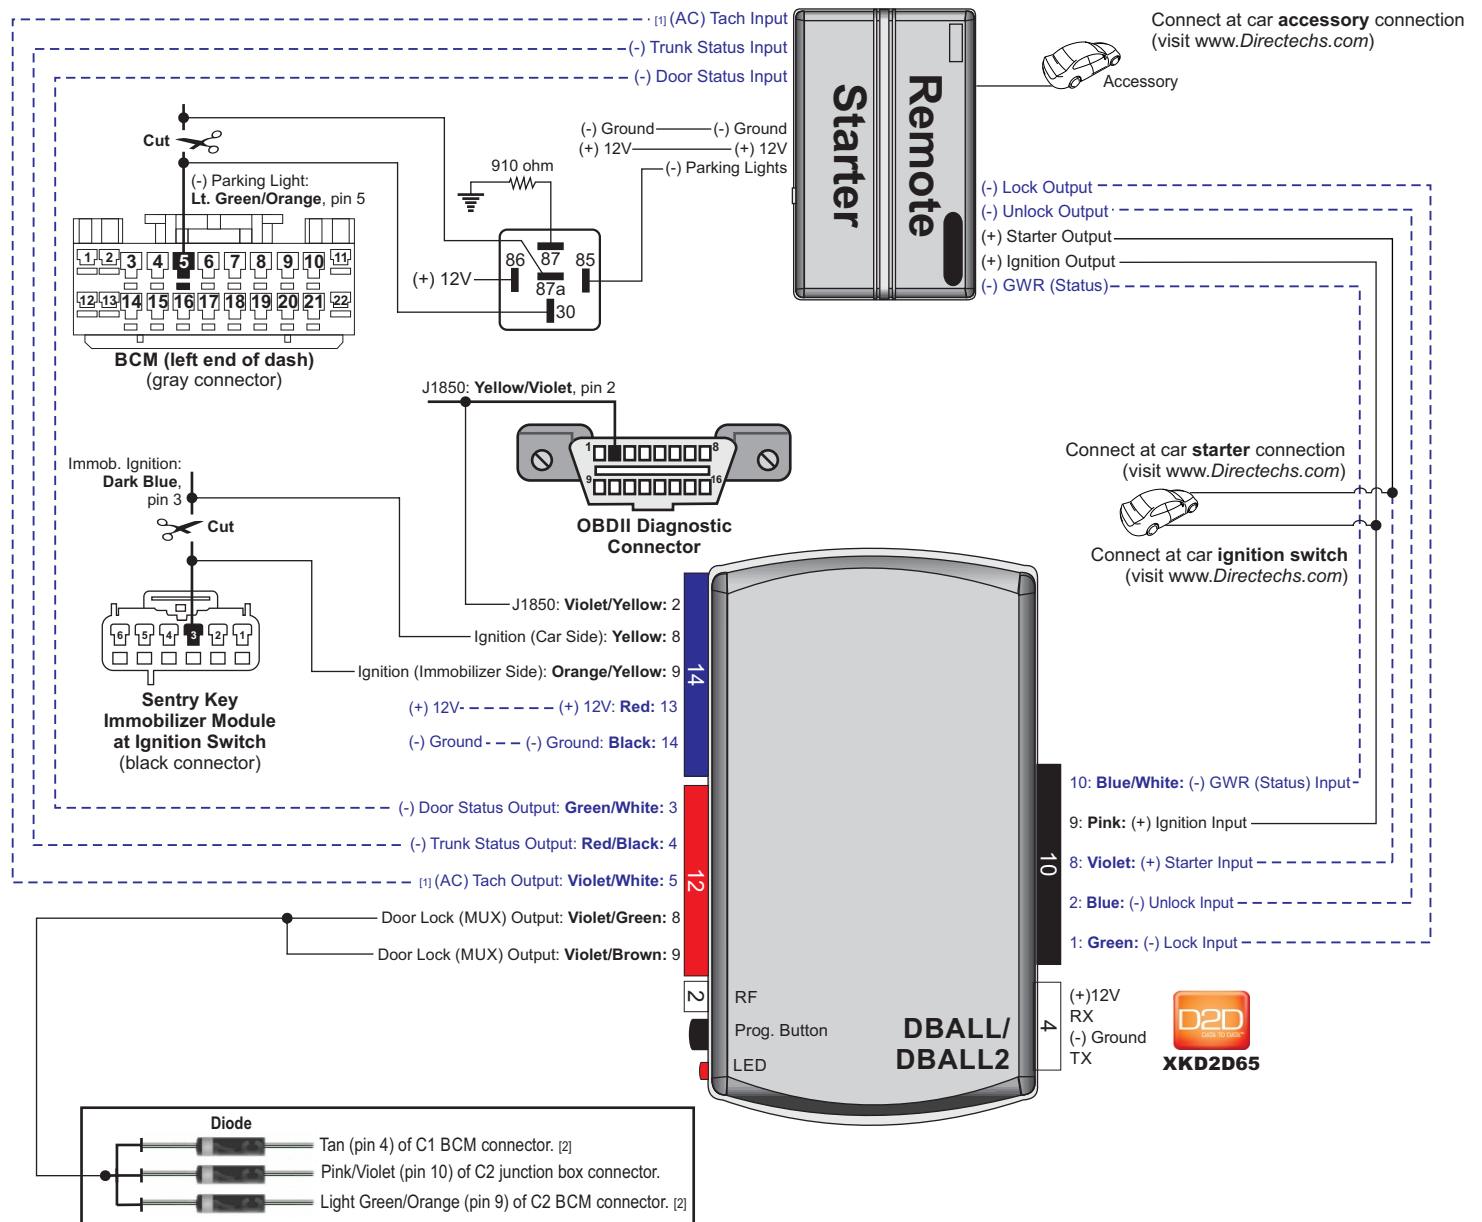 [1] (AC) Tach Input
(-) Trunk Status Input
(-) Door Status Input
Remote
Starter
Connect at car accessory connection
(visit www.Directechs.com)
Accessory
(-) Ground (-) Ground
(+) 12V (+) 12V
(-) Parking Lights
Cut
(-) Parking Light:
Lt. Green/Orange, pin 5
910 ohm
86 87 85
87a
30
(+) 12V
1 2 3 4 5 6 7 8 9 10 11
12 13 14 15 16 17 18 19 20 21 22
BCM (left end of dash)
(gray connector)
(-) Lock Output
(-) Unlock Output
(+) Starter Output
(+) Ignition Output
(-) GWR (Status)
J1850: Yellow/Violet, pin 2
1 8
9 16
OBDII Diagnostic
Connector
Immob. Ignition:
Dark Blue,
pin 3
Cut
6 5 4 3 2 1
Sentry Key
Immobilizer Module
at Ignition Switch
(black connector)
Connect at car starter connection
(visit www.Directechs.com)
Connect at car ignition switch
(visit www.Directechs.com)
J1850: Violet/Yellow: 2
Ignition (Car Side): Yellow: 8
Ignition (Immobilizer Side): Orange/Yellow: 9
(+) 12V (+) 12V: Red: 13
(-) Ground (-) Ground: Black: 14
14
(-) Door Status Output: Green/White: 3
(-) Trunk Status Output: Red/Black: 4
[1] (AC) Tach Output: Violet/White: 5
Door Lock (MUX) Output: Violet/Green: 8
Door Lock (MUX) Output: Violet/Brown: 9
12
10: Blue/White: (-) GWR (Status) Input
9: Pink: (+) Ignition Input
8: Violet: (+) Starter Input
2: Blue: (-) Unlock Input
1: Green: (-) Lock Input
10
2
RF
Prog. Button
LED
DBALL/
DBALL2
4
(+)12V
RX
(-) Ground
TX
D2D
DATA TO DATA
XKD2D65
Diode
Tan (pin 4) of C1 BCM connector. [2]
Pink/Violet (pin 10) of C2 junction box connector.
Light Green/Orange (pin 9) of C2 BCM connector. [2]